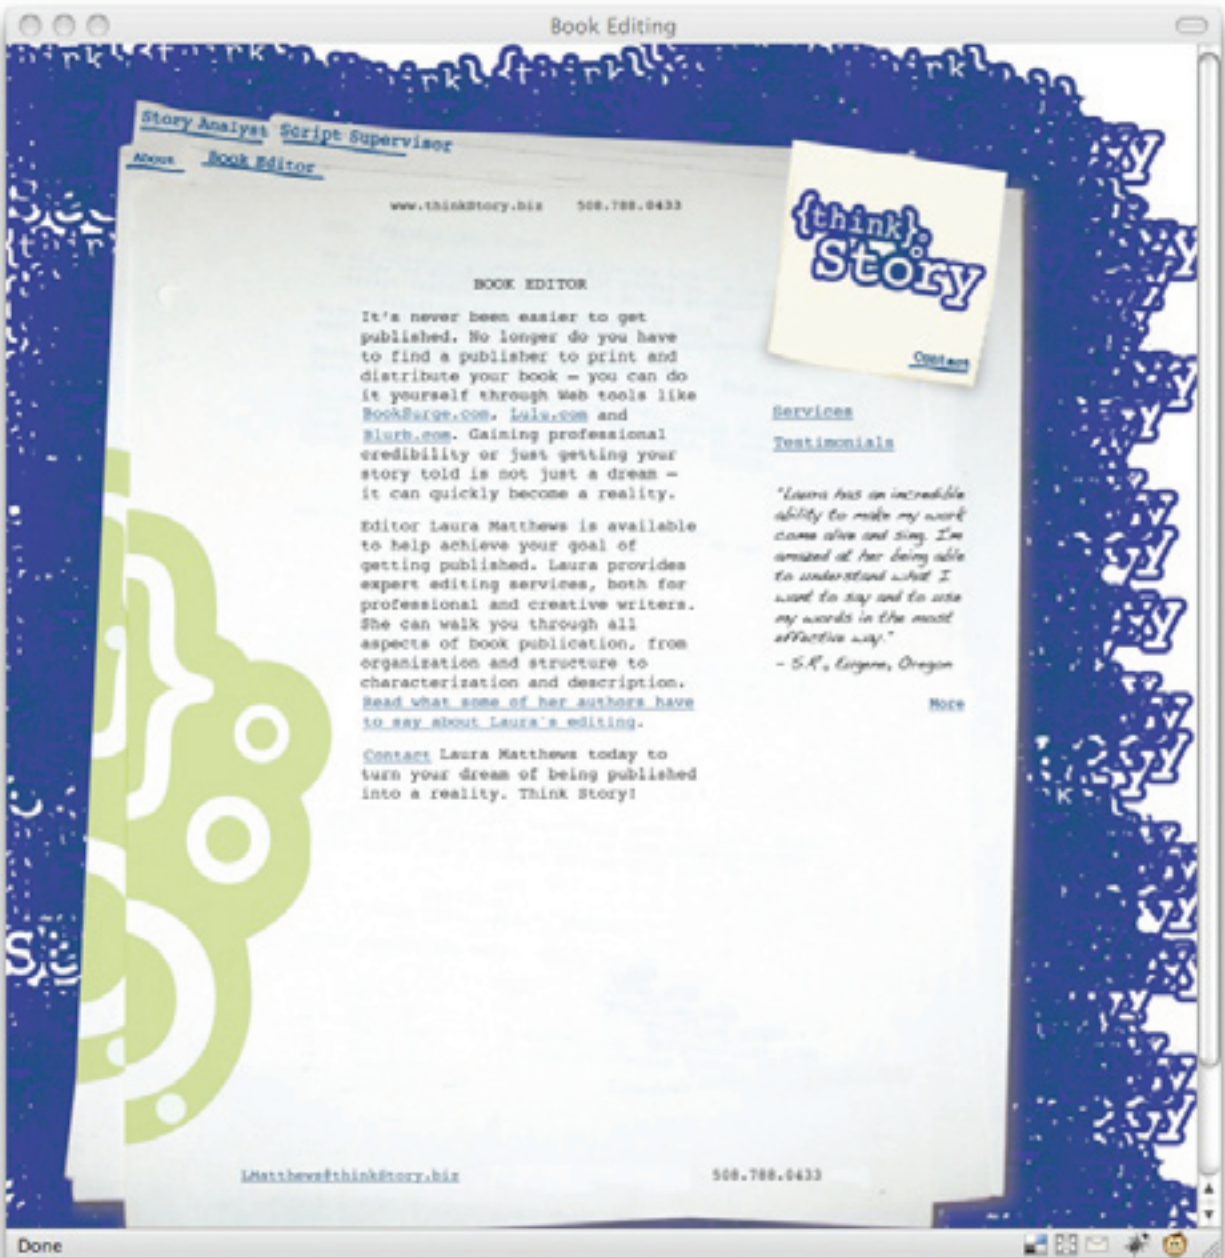 Book Editing
Story Analyst Script Supervisor
About Book Editor
www.thinkStory.biz 508.788.0433
{think}:
Story
Contact
BOOK EDITOR
It's never been easier to get
published. No longer do you have
to find a publisher to print and
distribute your book — you can do
it yourself through Web tools like
BookSurge.com, Lulu.com and
Blurb.com. Gaining professional
credibility or just getting your
story told is not just a dream —
it can quickly become a reality.
Editor Laura Matthews is available
to help achieve your goal of
getting published. Laura provides
expert editing services, both for
professional and creative writers.
She can walk you through all
aspects of book publication, from
organization and structure to
characterization and description.
Read what some of her authors have
to say about Laura's editing.
Contact Laura Matthews today to
turn your dream of being published
into a reality. Think Story!
Services
Testimonials
"Laura has an incredible
ability to make my work
come alive and sing. I'm
amazed at her being able
to understand what I
want to say and to use
my words in the most
effective way."
- S.R., Eugene, Oregon
More
LMatthews@thinkStory.biz 508.788.0433
Done